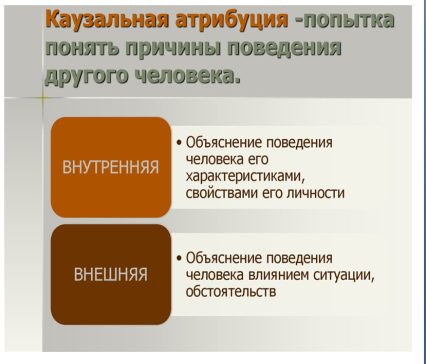 Каузальная атрибуция -попытка
понять причины поведения
другого человека.
ВНУТРЕННЯЯ
• Объяснение поведения
человека его
характеристиками,
свойствами его личности
ВНЕШНЯЯ
• Объяснение поведения
человека влиянием ситуации,
обстоятельств